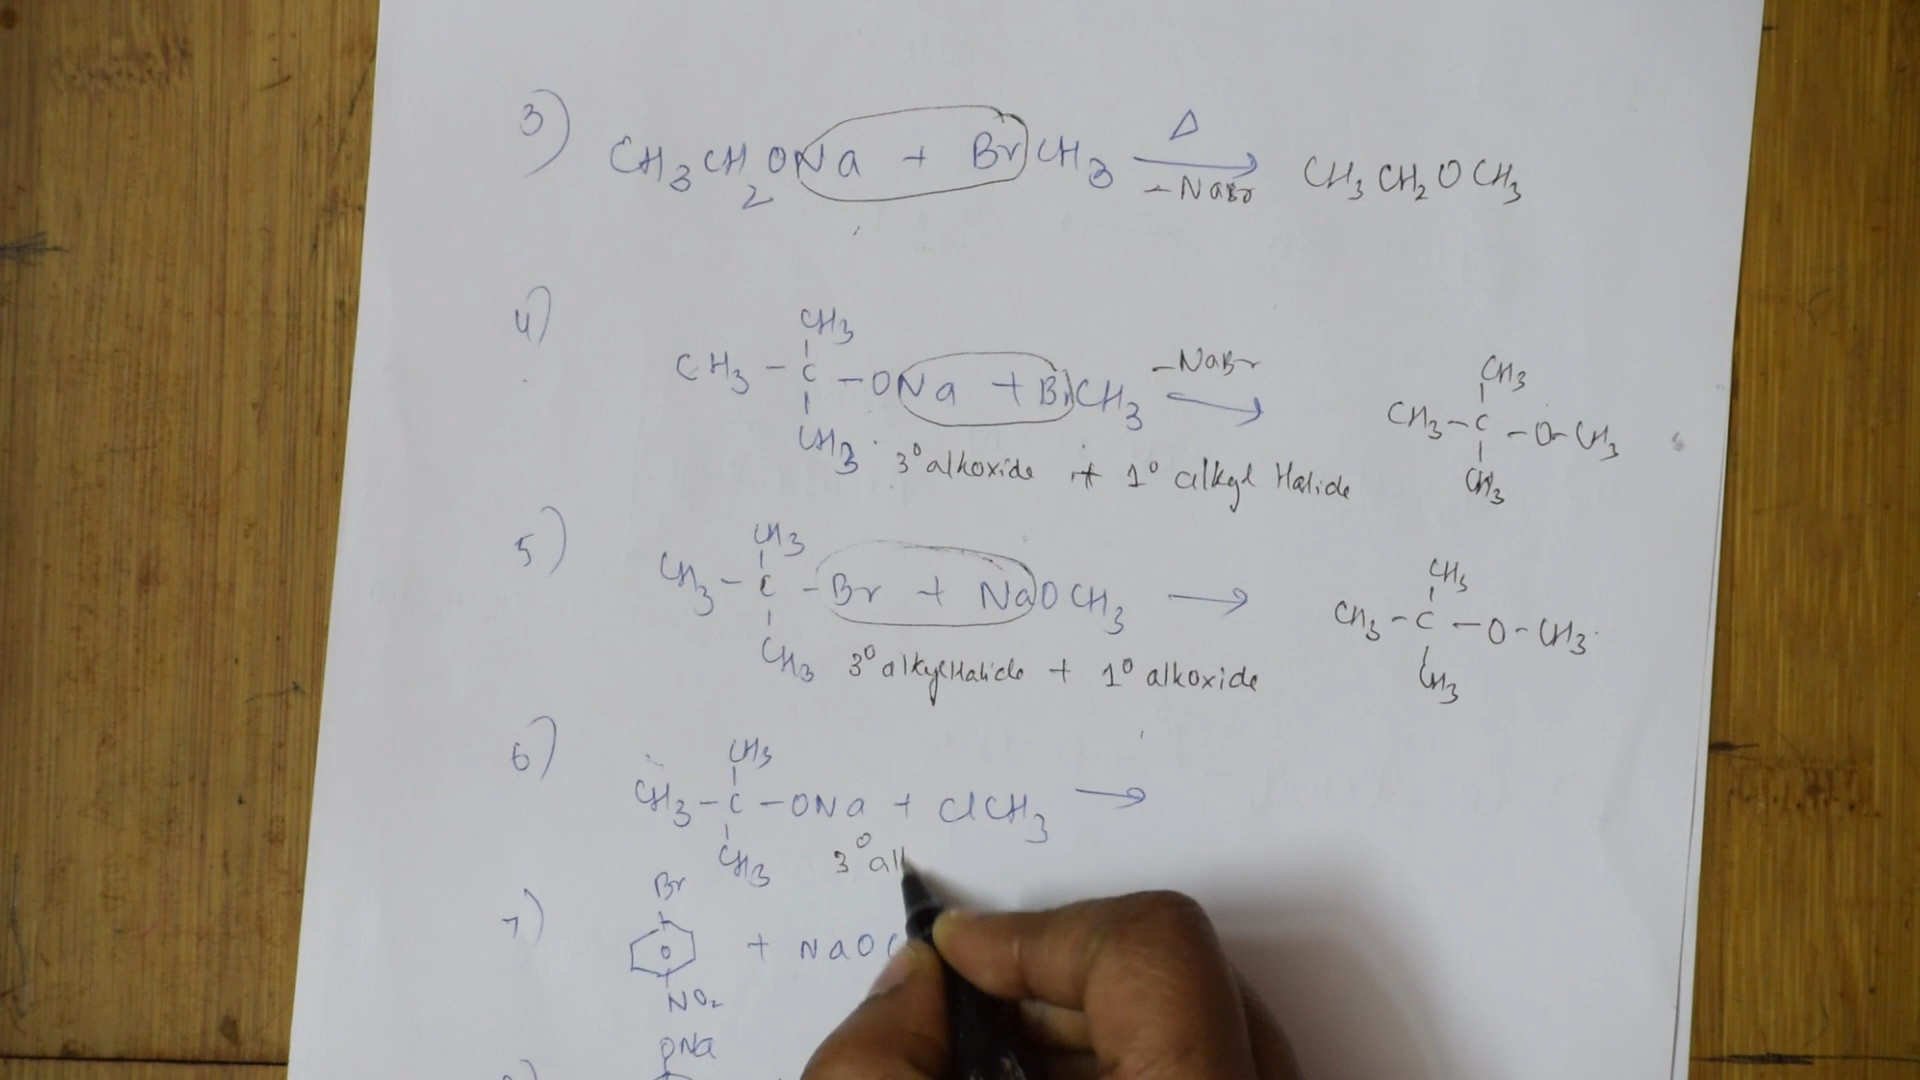 3) CH3CH2ONa + BrCH3 Δ −NaBr → CH3CH2OCH3
4)
CH3
CH3 − C − ONa + BrCH3 −NaBr →
CH3
3° alkoxide + 1° alkyl Halide
CH3
CH3 − C − O − CH3
CH3
5)
CH3
CH3 − C − Br + NaOCH3 →
CH3
3° alkylHalide + 1° alkoxide
CH3
CH3 − C − O − CH3
CH3
6)
CH3
CH3 − C − ONa + ClCH3 →
CH3
3° alk
7)
Br
+ NaOC
NO2
ONa